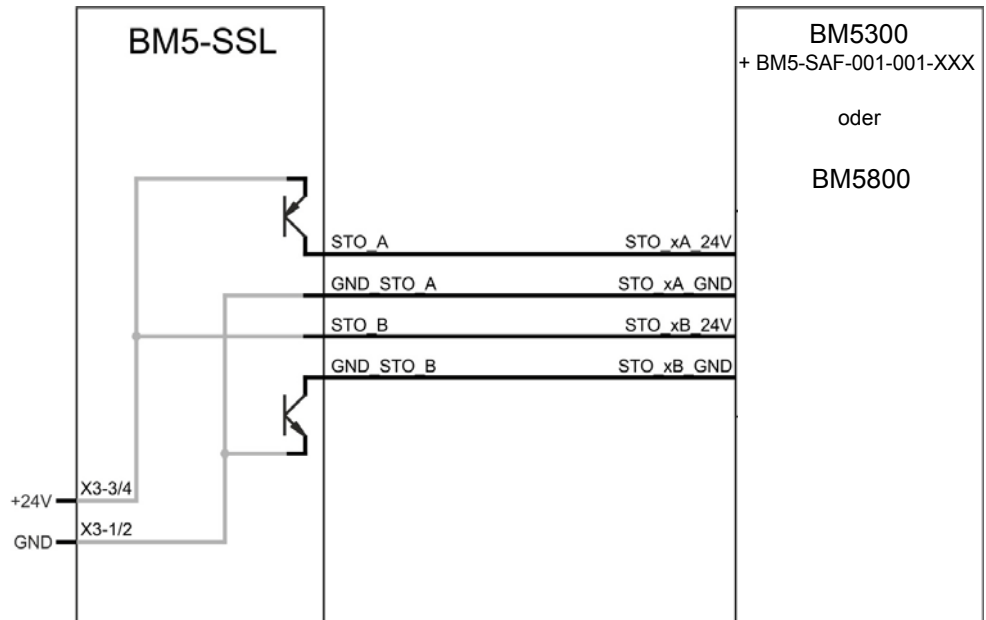 BM5-SSL
BM5300
+ BM5-SAF-001-001-XXX
oder
BM5800
STO_A
STO_xA_24V
GND_STO_A
STO_xA_GND
STO_B
STO_xB_24V
GND_STO_B
STO_xB_GND
+24V
X3-3/4
GND
X3-1/2